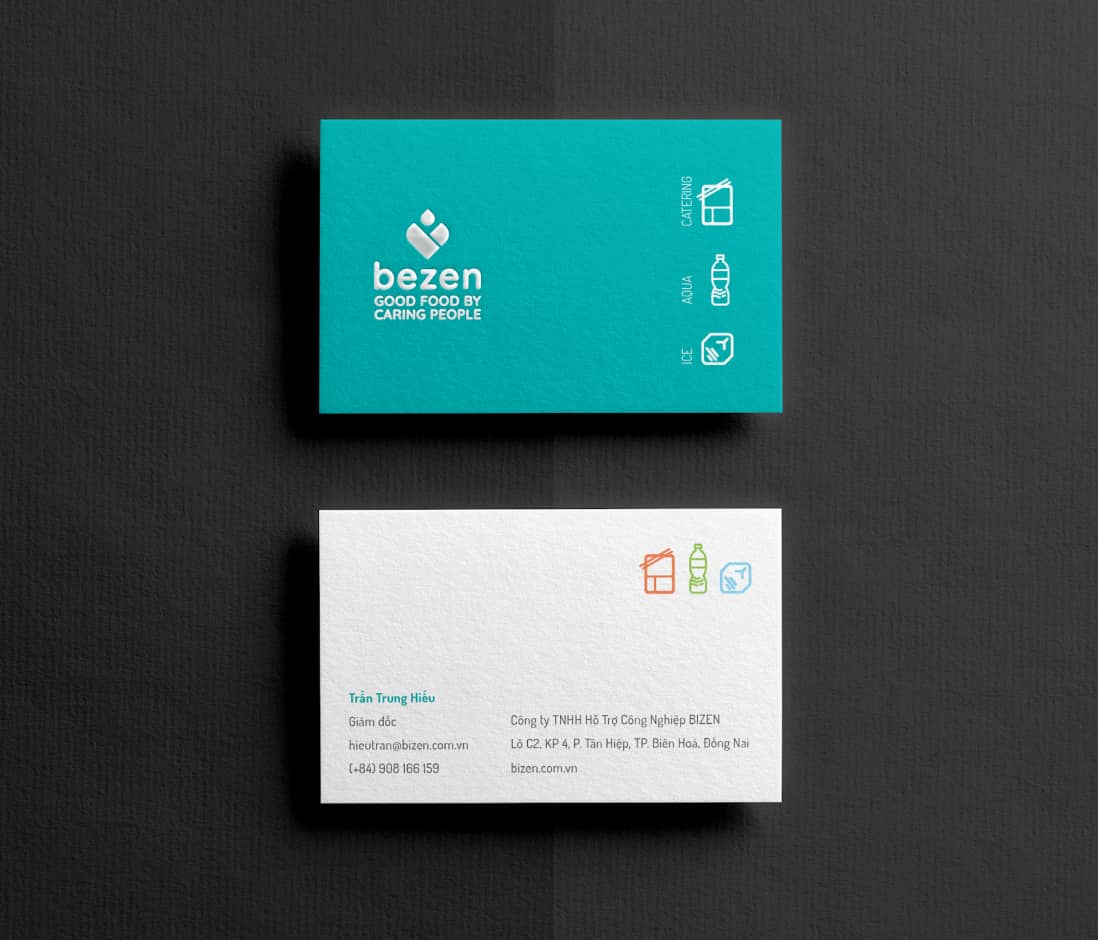 bezen
GOOD FOOD BY
CARING PEOPLE
CATERING
AQUA
ICE
Trần Trung Hiếu
Giám đốc
hieutran@bizen.com.vn
(+84) 908 166 159
Công ty TNHH Hỗ Trợ Công Nghiệp BIZEN
Lô C2, KP 4, P. Tân Hiệp, TP. Biên Hoà, Đồng Nai
bizen.com.vn